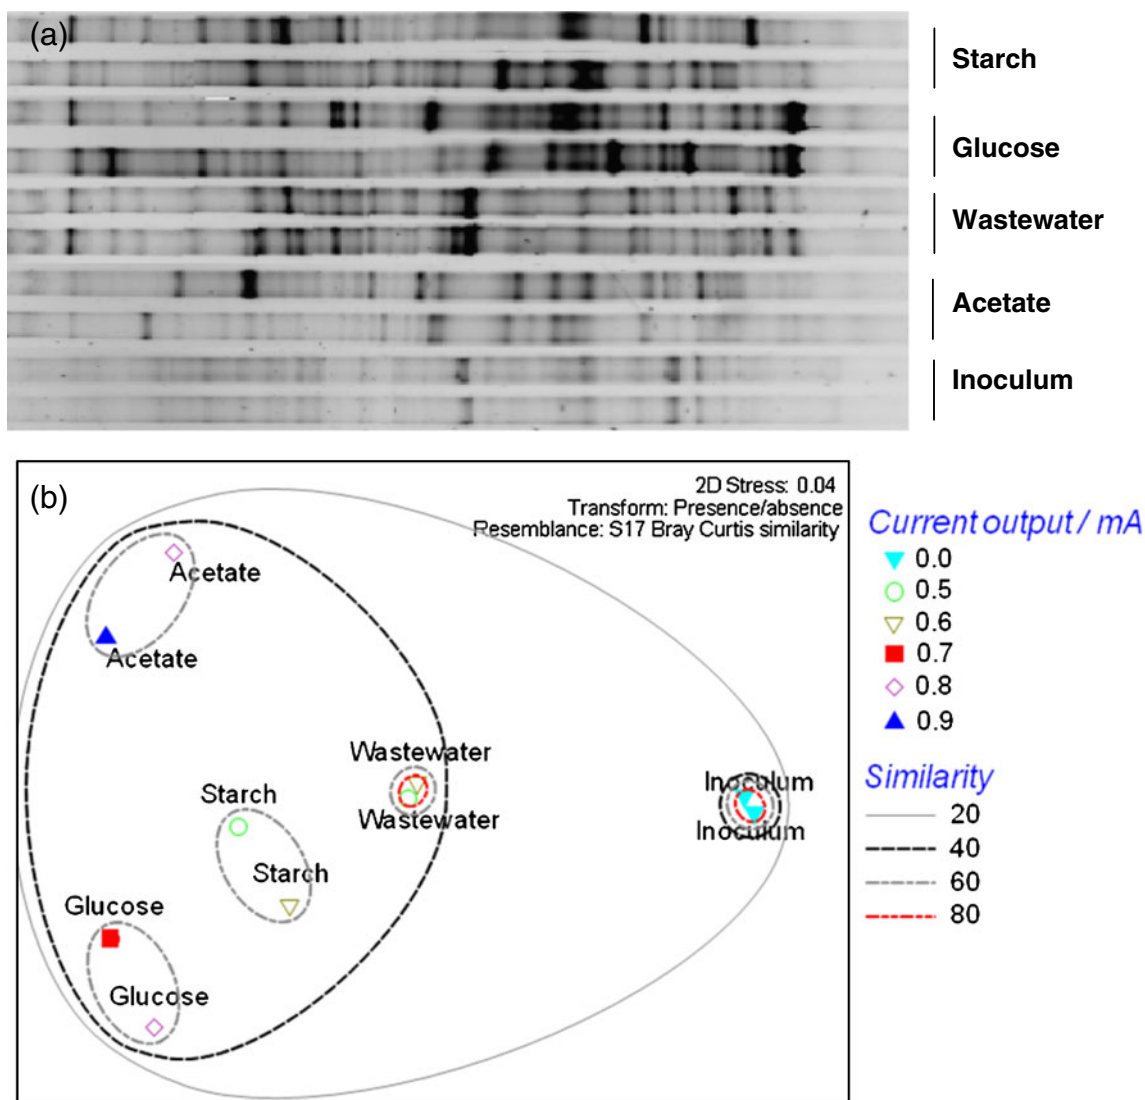 (a)
Starch
Glucose
Wastewater
Acetate
Inoculum
(b)
2D Stress: 0.04
Transform: Presence/absence
Resemblance: S17 Bray Curtis similarity
Acetate
Acetate
Wastewater
Wastewater
Starch
Starch
Glucose
Glucose
Inoculum
Inoculum
Current output / mA
0.0
0.5
0.6
0.7
0.8
0.9
Similarity
20
40
60
80